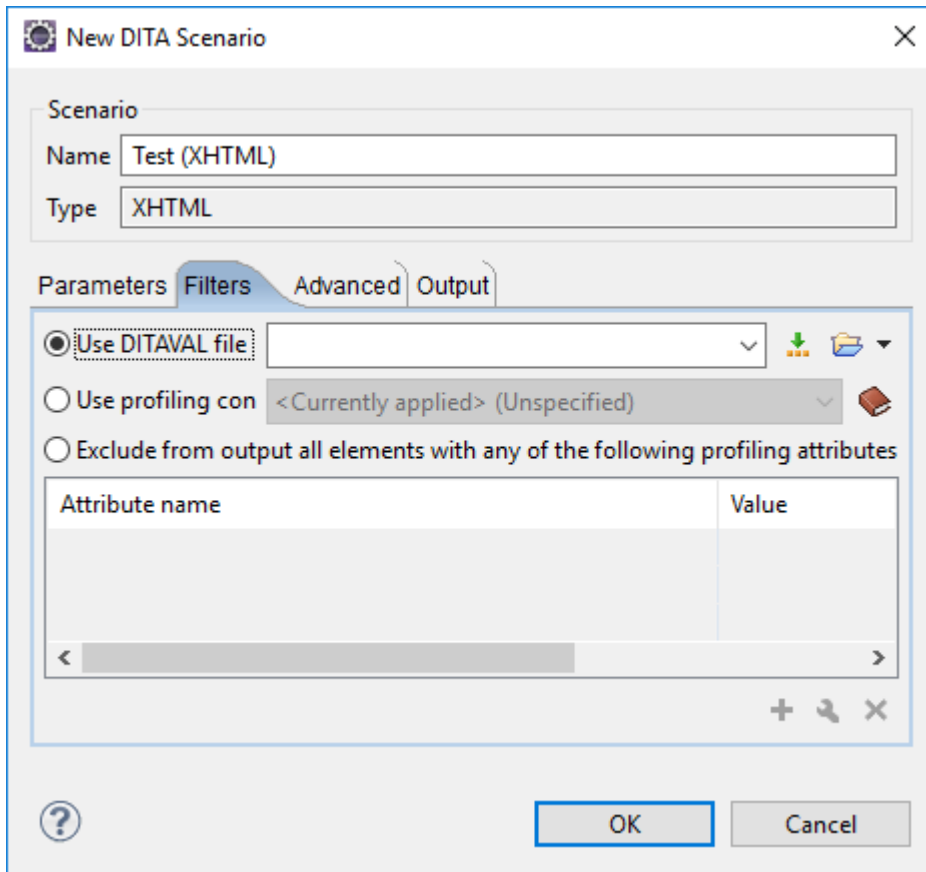 New DITA Scenario
Scenario
Name Test (XHTML)
Type XHTML
Parameters Filters Advanced Output
Use DITAVAL file
Use profiling con <Currently applied> (Unspecified)
Exclude from output all elements with any of the following profiling attributes
Attribute name Value
OK Cancel